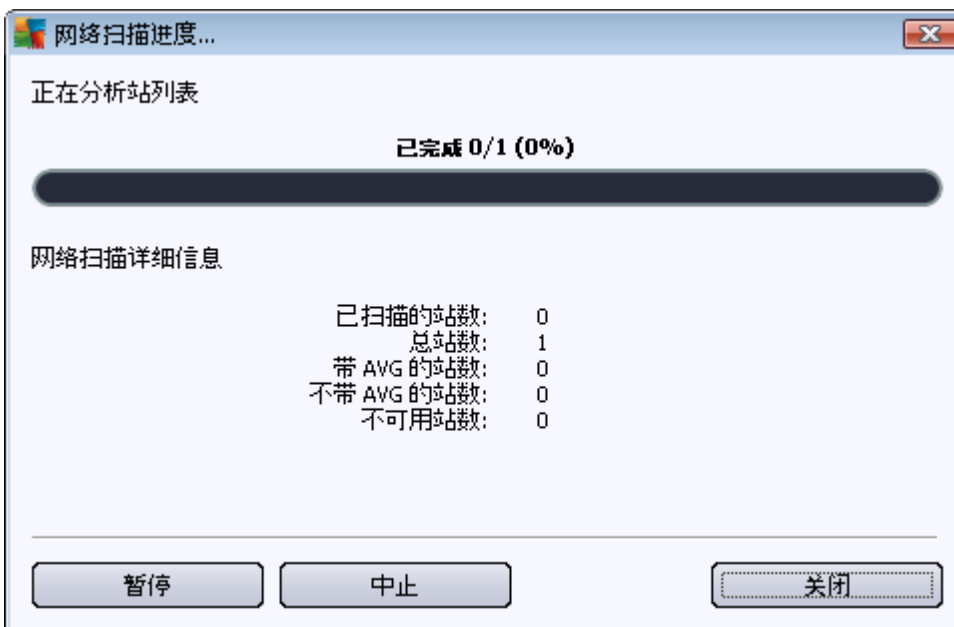 网络扫描进度...
正在分析站列表
已完成 0/1 (0%)
网络扫描详细信息
已扫描的站数: 0
总站数: 1
带 AVG 的站数: 0
不带 AVG 的站数: 0
不可用站数: 0
暂停 中止 关闭